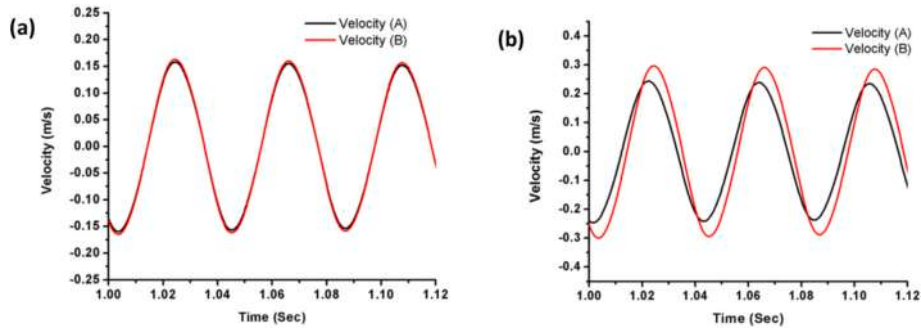 (a)
Velocity (A)
Velocity (B)
Velocity (m/s)
0.25
0.20
0.15
0.10
0.05
0.00
-0.05
-0.10
-0.15
-0.20
-0.25
1.00 1.02 1.04 1.06 1.08 1.10 1.12
Time (Sec)
(b)
Velocity (A)
Velocity (B)
Velocity (m/s)
0.4
0.3
0.2
0.1
0.0
-0.1
-0.2
-0.3
-0.4
1.00 1.02 1.04 1.06 1.08 1.10 1.12
Time (Sec)